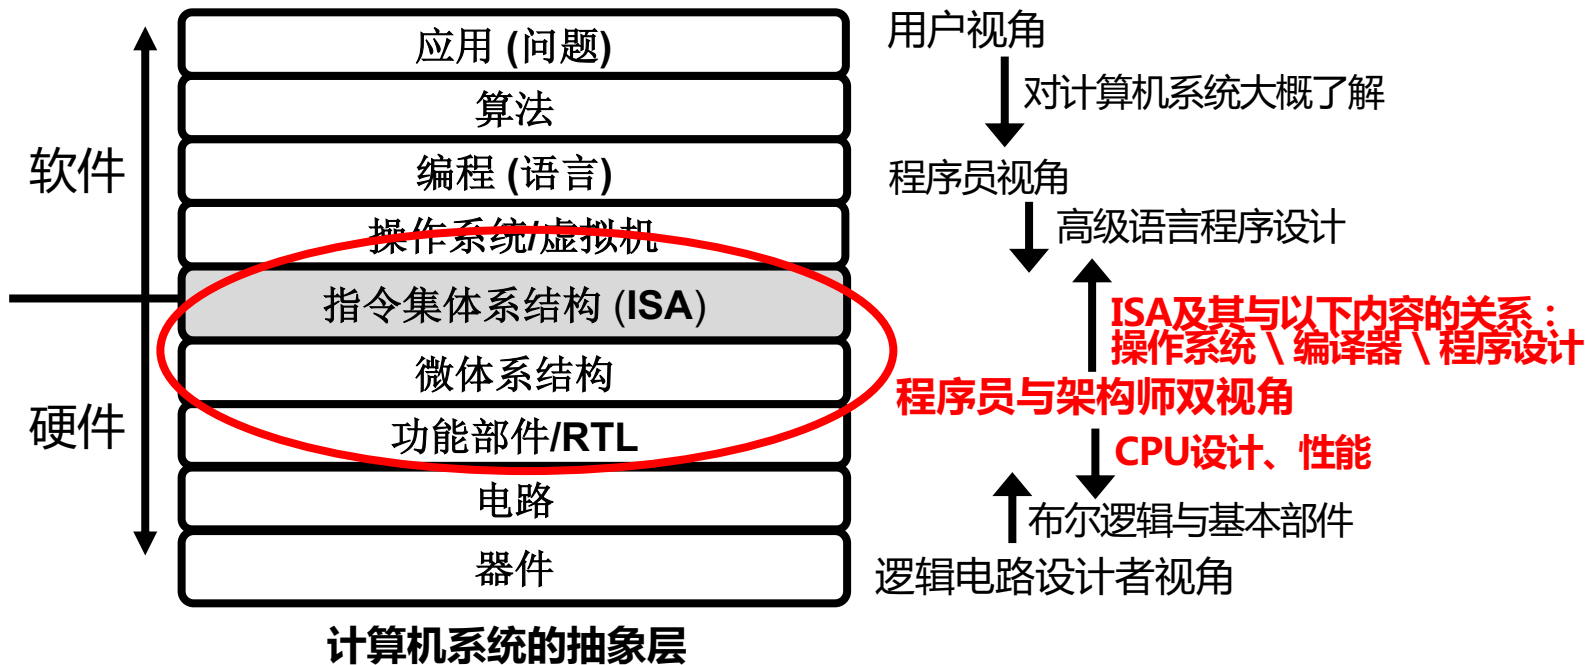 应用 (问题)
算法
编程 (语言)
操作系统/虚拟机
指令集体系结构 (ISA)
微体系结构
功能部件/RTL
电路
器件
计算机系统的抽象层
软件
硬件
用户视角
对计算机系统大概了解
程序员视角
高级语言程序设计
ISA及其与以下内容的关系：
操作系统 \ 编译器 \ 程序设计
程序员与架构师双视角
CPU设计、性能
布尔逻辑与基本部件
逻辑电路设计者视角